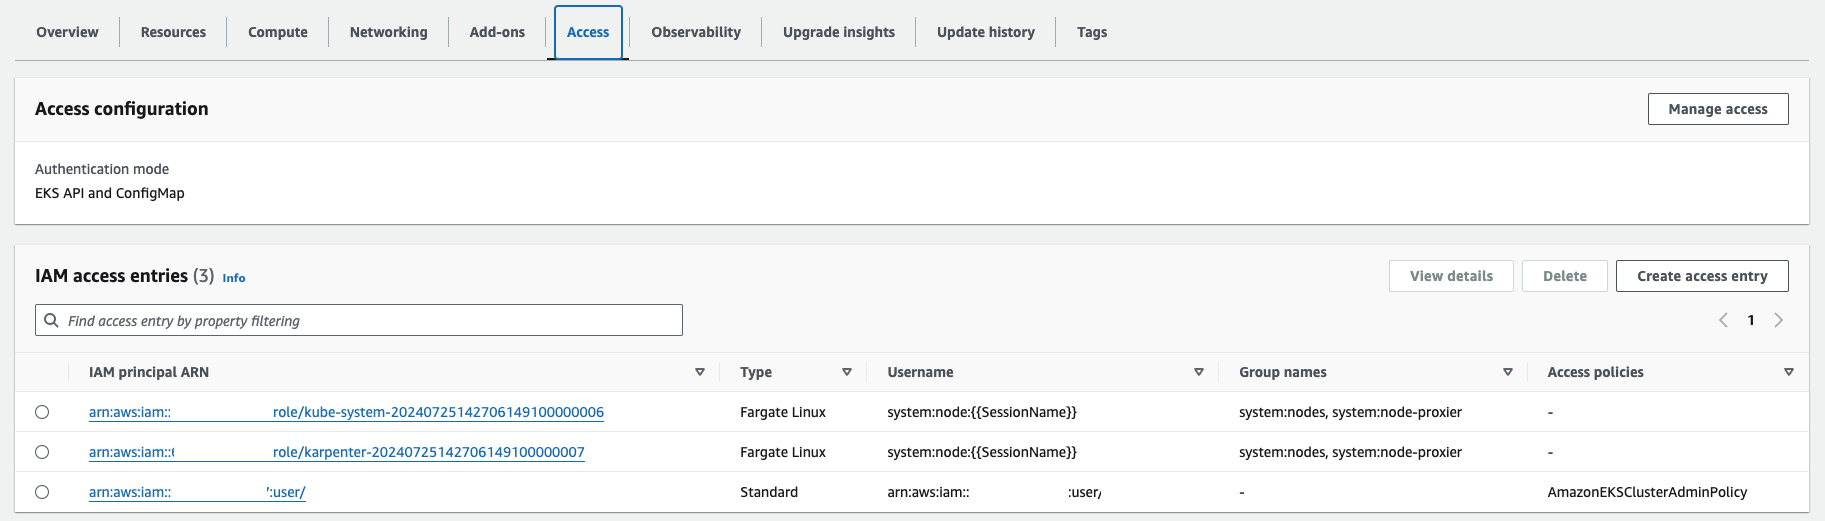 Overview Resources Compute Networking Add-ons Access Observability Upgrade insights Update history Tags
Access configuration Manage access
Authentication mode
EKS API and ConfigMap
IAM access entries (3) Info View details Delete Create access entry
Find access entry by property filtering 1
IAM principal ARN Type Username Group names Access policies
arn:aws:iam:: role/kube-system-20240725142706149100000006 Fargate Linux system:node:{{SessionName}} system:nodes, system:node-proxier -
arn:aws:iam:: role/karpenter-20240725142706149100000007 Fargate Linux system:node:{{SessionName}} system:nodes, system:node-proxier -
arn:aws:iam:: :user/ Standard arn:aws:iam:: :user/ - AmazonEKSClusterAdminPolicy